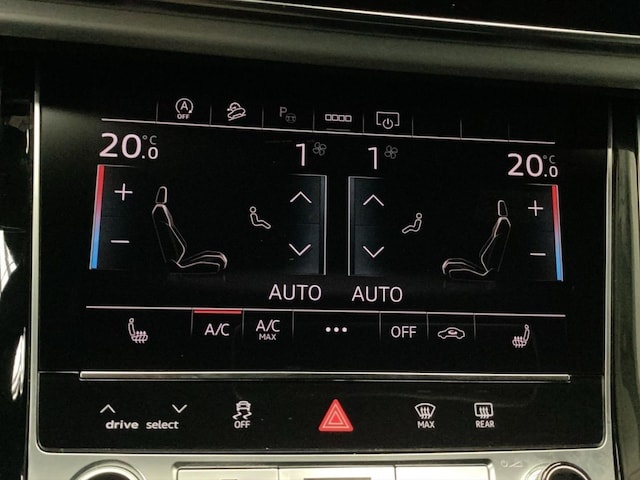 A
OFF
P
20.0 °C 1 1 20.0 °C
+ +
− −
AUTO AUTO
A/C A/C MAX ••• OFF
drive select OFF MAX REAR